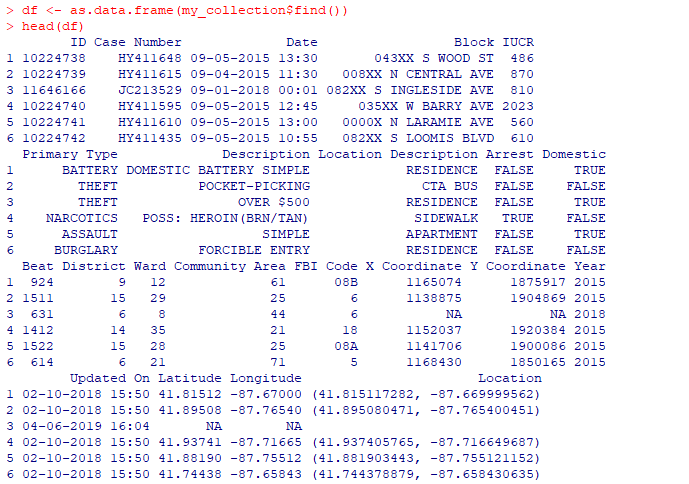 > df <- as.data.frame(my_collection$find())
> head(df)
        ID Case Number             Date                 Block IUCR
1 10224738    HY411648 09-05-2015 13:30       043XX S WOOD ST  486
2 10224739    HY411615 09-04-2015 11:30   008XX N CENTRAL AVE  870
3 11646166    JC213529 09-01-2018 00:01 082XX S INGLESIDE AVE  810
4 10224740    HY411595 09-05-2015 12:45     035XX W BARRY AVE 2023
5 10224741    HY411610 09-05-2015 13:00   0000X N LARAMIE AVE  560
6 10224742    HY411435 09-05-2015 10:55   082XX S LOOMIS BLVD  610
  Primary Type             Description Location Description Arrest Domestic
1      BATTERY DOMESTIC BATTERY SIMPLE            RESIDENCE  FALSE     TRUE
2        THEFT          POCKET-PICKING              CTA BUS  FALSE    FALSE
3        THEFT               OVER $500            RESIDENCE  FALSE     TRUE
4    NARCOTICS   POSS: HEROIN(BRN/TAN)             SIDEWALK   TRUE    FALSE
5      ASSAULT                  SIMPLE            APARTMENT  FALSE     TRUE
6     BURGLARY          FORCIBLE ENTRY            RESIDENCE  FALSE    FALSE
  Beat District Ward Community Area FBI Code X Coordinate Y Coordinate Year
1  924        9   12             61      08B      1165074      1875917 2015
2 1511       15   29             25        6      1138875      1904869 2015
3  631        6    8             44        6           NA           NA 2018
4 1412       14   35             21       18      1152037      1920384 2015
5 1522       15   28             25      08A      1141706      1900086 2015
6  614        6   21             71        5      1168430      1850165 2015
        Updated On Latitude Longitude                      Location
1 02-10-2018 15:50 41.81512 -87.67000 (41.815117282, -87.669999562)
2 02-10-2018 15:50 41.89508 -87.76540 (41.895080471, -87.765400451)
3 04-06-2019 16:04       NA        NA
4 02-10-2018 15:50 41.93741 -87.71665 (41.937405765, -87.716649687)
5 02-10-2018 15:50 41.88190 -87.75512 (41.881903443, -87.755121152)
6 02-10-2018 15:50 41.74438 -87.65843 (41.744378879, -87.658430635)